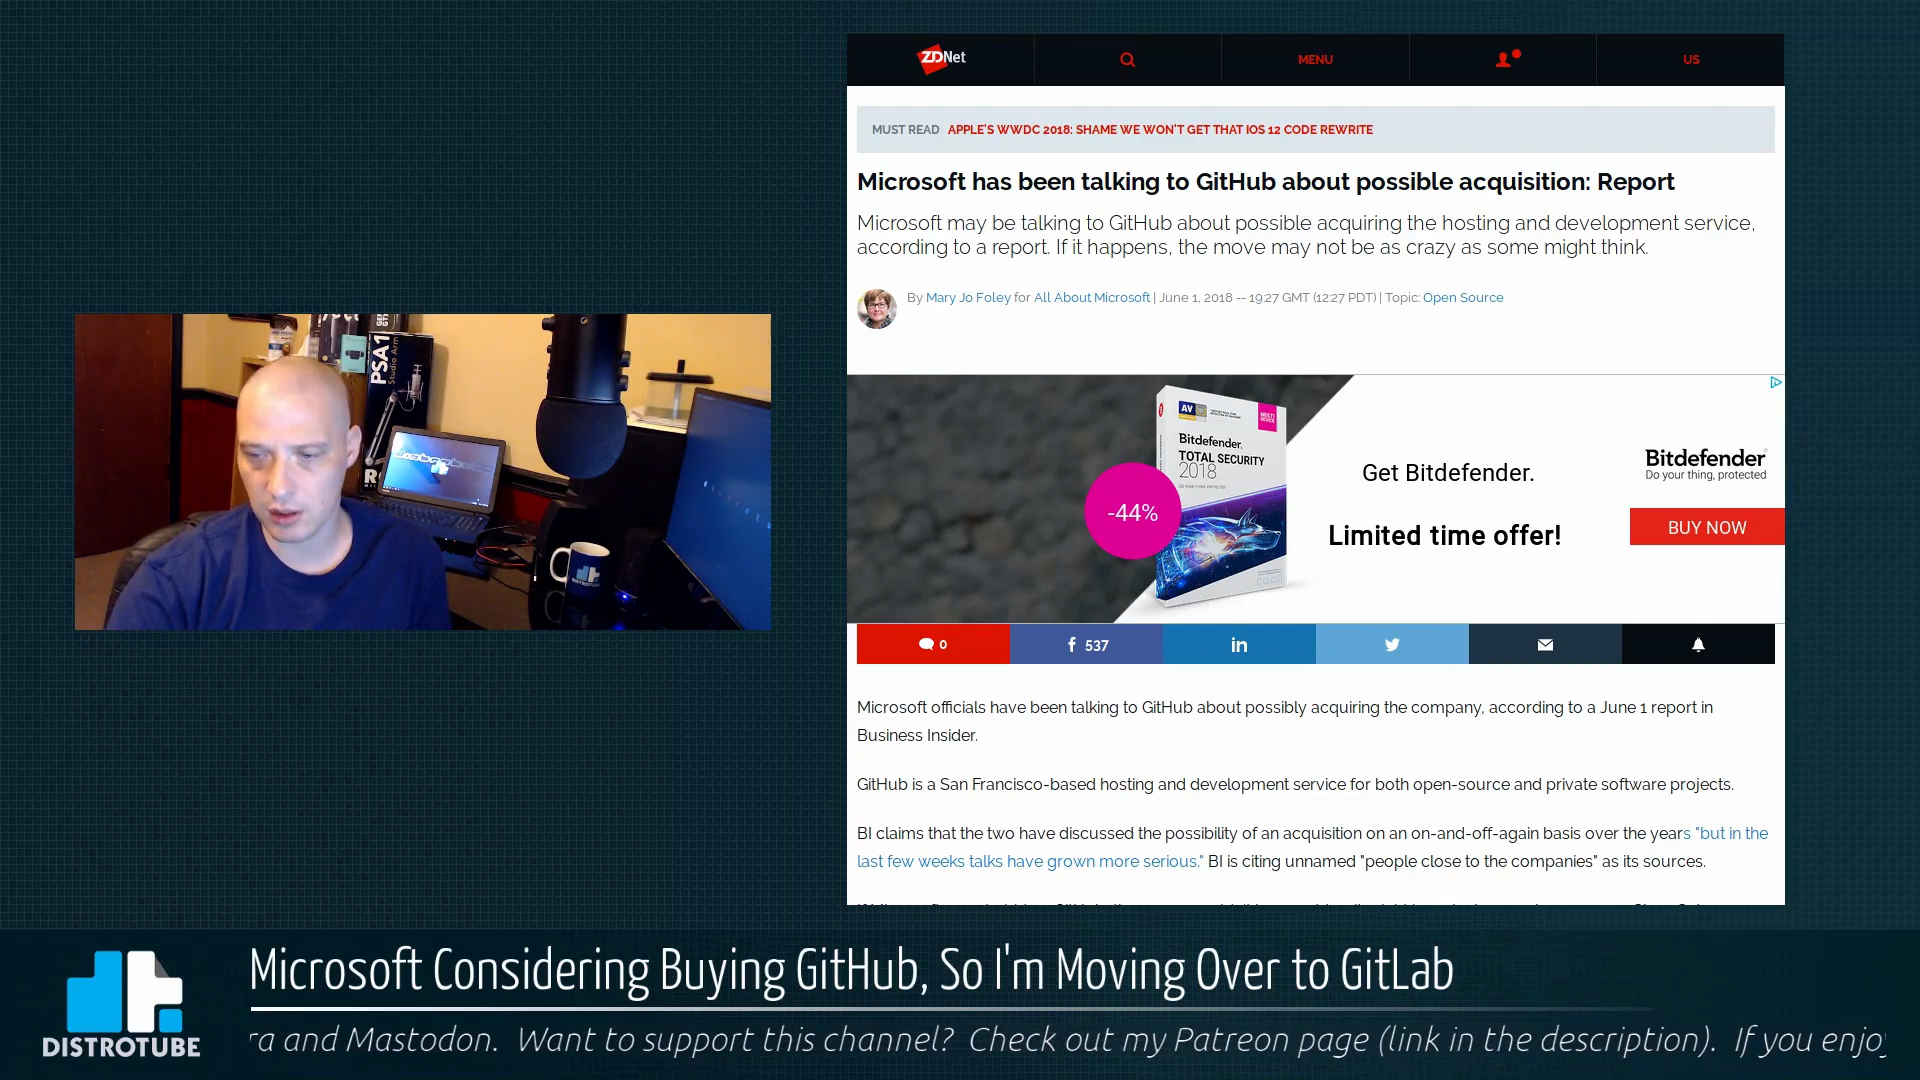 ZDNet
MENU
US
MUST READ APPLE'S WWDC 2018: SHAME WE WON'T GET THAT IOS 12 CODE REWRITE
Microsoft has been talking to GitHub about possible acquisition: Report
Microsoft may be talking to GitHub about possible acquiring the hosting and development service,
according to a report. If it happens, the move may not be as crazy as some might think.
By Mary Jo Foley for All About Microsoft | June 1, 2018 -- 19:27 GMT (12:27 PDT) | Topic: Open Source
PSA1
Studio Arm
DISTROTUBE
AV
Bitdefender
TOTAL SECURITY
2018
-44%
Get Bitdefender.
Limited time offer!
Bitdefender
Do your thing, protected
BUY NOW
0
f 537
in
Microsoft officials have been talking to GitHub about possibly acquiring the company, according to a June 1 report in
Business Insider.
GitHub is a San Francisco-based hosting and development service for both open-source and private software projects.
BI claims that the two have discussed the possibility of an acquisition on an on-and-off-again basis over the years "but in the
last few weeks talks have grown more serious." BI is citing unnamed "people close to the companies" as its sources.
Microsoft Considering Buying GitHub, So I'm Moving Over to GitLab
ra and Mastodon. Want to support this channel? Check out my Patreon page (link in the description). If you enjoy
DISTROTUBE